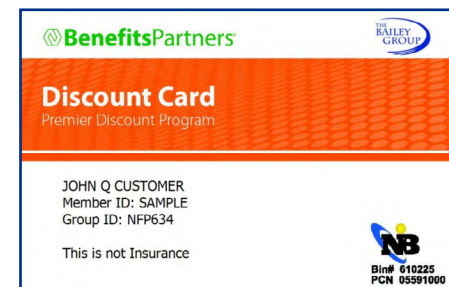 BenefitsPartners
THE
BAILEY
GROUP
Discount Card
Premier Discount Program
JOHN Q CUSTOMER
Member ID: SAMPLE
Group ID: NFP634
This is not Insurance
NB
Bin# 610225
PCN 05591000